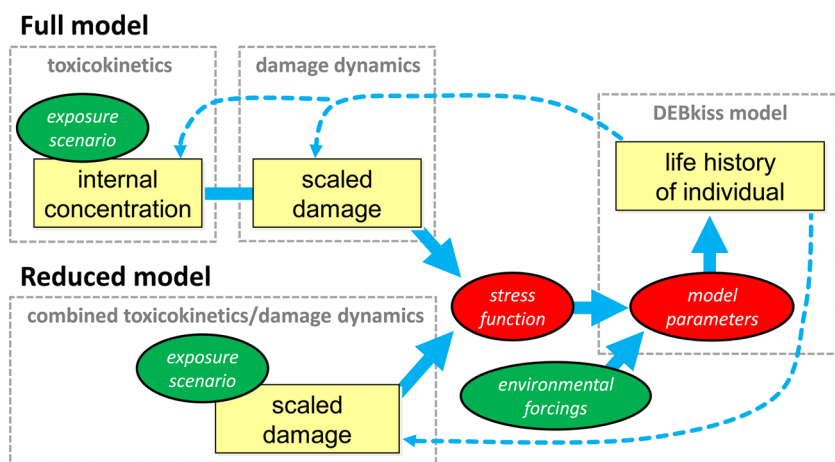 Full model
toxicokinetics
damage dynamics
exposure
scenario
internal
concentration
scaled
damage
DEBkiss model
life history
of individual
Reduced model
combined toxicokinetics/damage dynamics
exposure
scenario
scaled
damage
stress
function
model
parameters
environmental
forcings